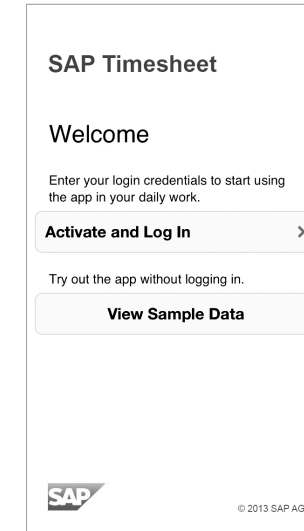 SAP Timesheet
Welcome
Enter your login credentials to start using
the app in your daily work.
Activate and Log In
Try out the app without logging in.
View Sample Data
SAP
© 2013 SAP AG